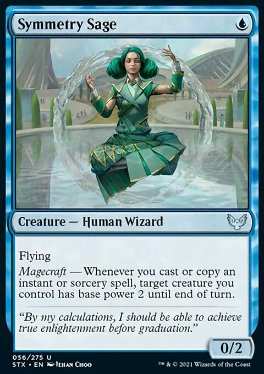 Symmetry Sage
Creature — Human Wizard
Flying
Magecraft — Whenever you cast or copy an
instant or sorcery spell, target creature you
control has base power 2 until end of turn.
“By my calculations, I should be able to achieve
true enlightenment before graduation.”
0/2
056/275 U
STX • EN Jehan Choo
™ & © 2021 Wizards of the Coast